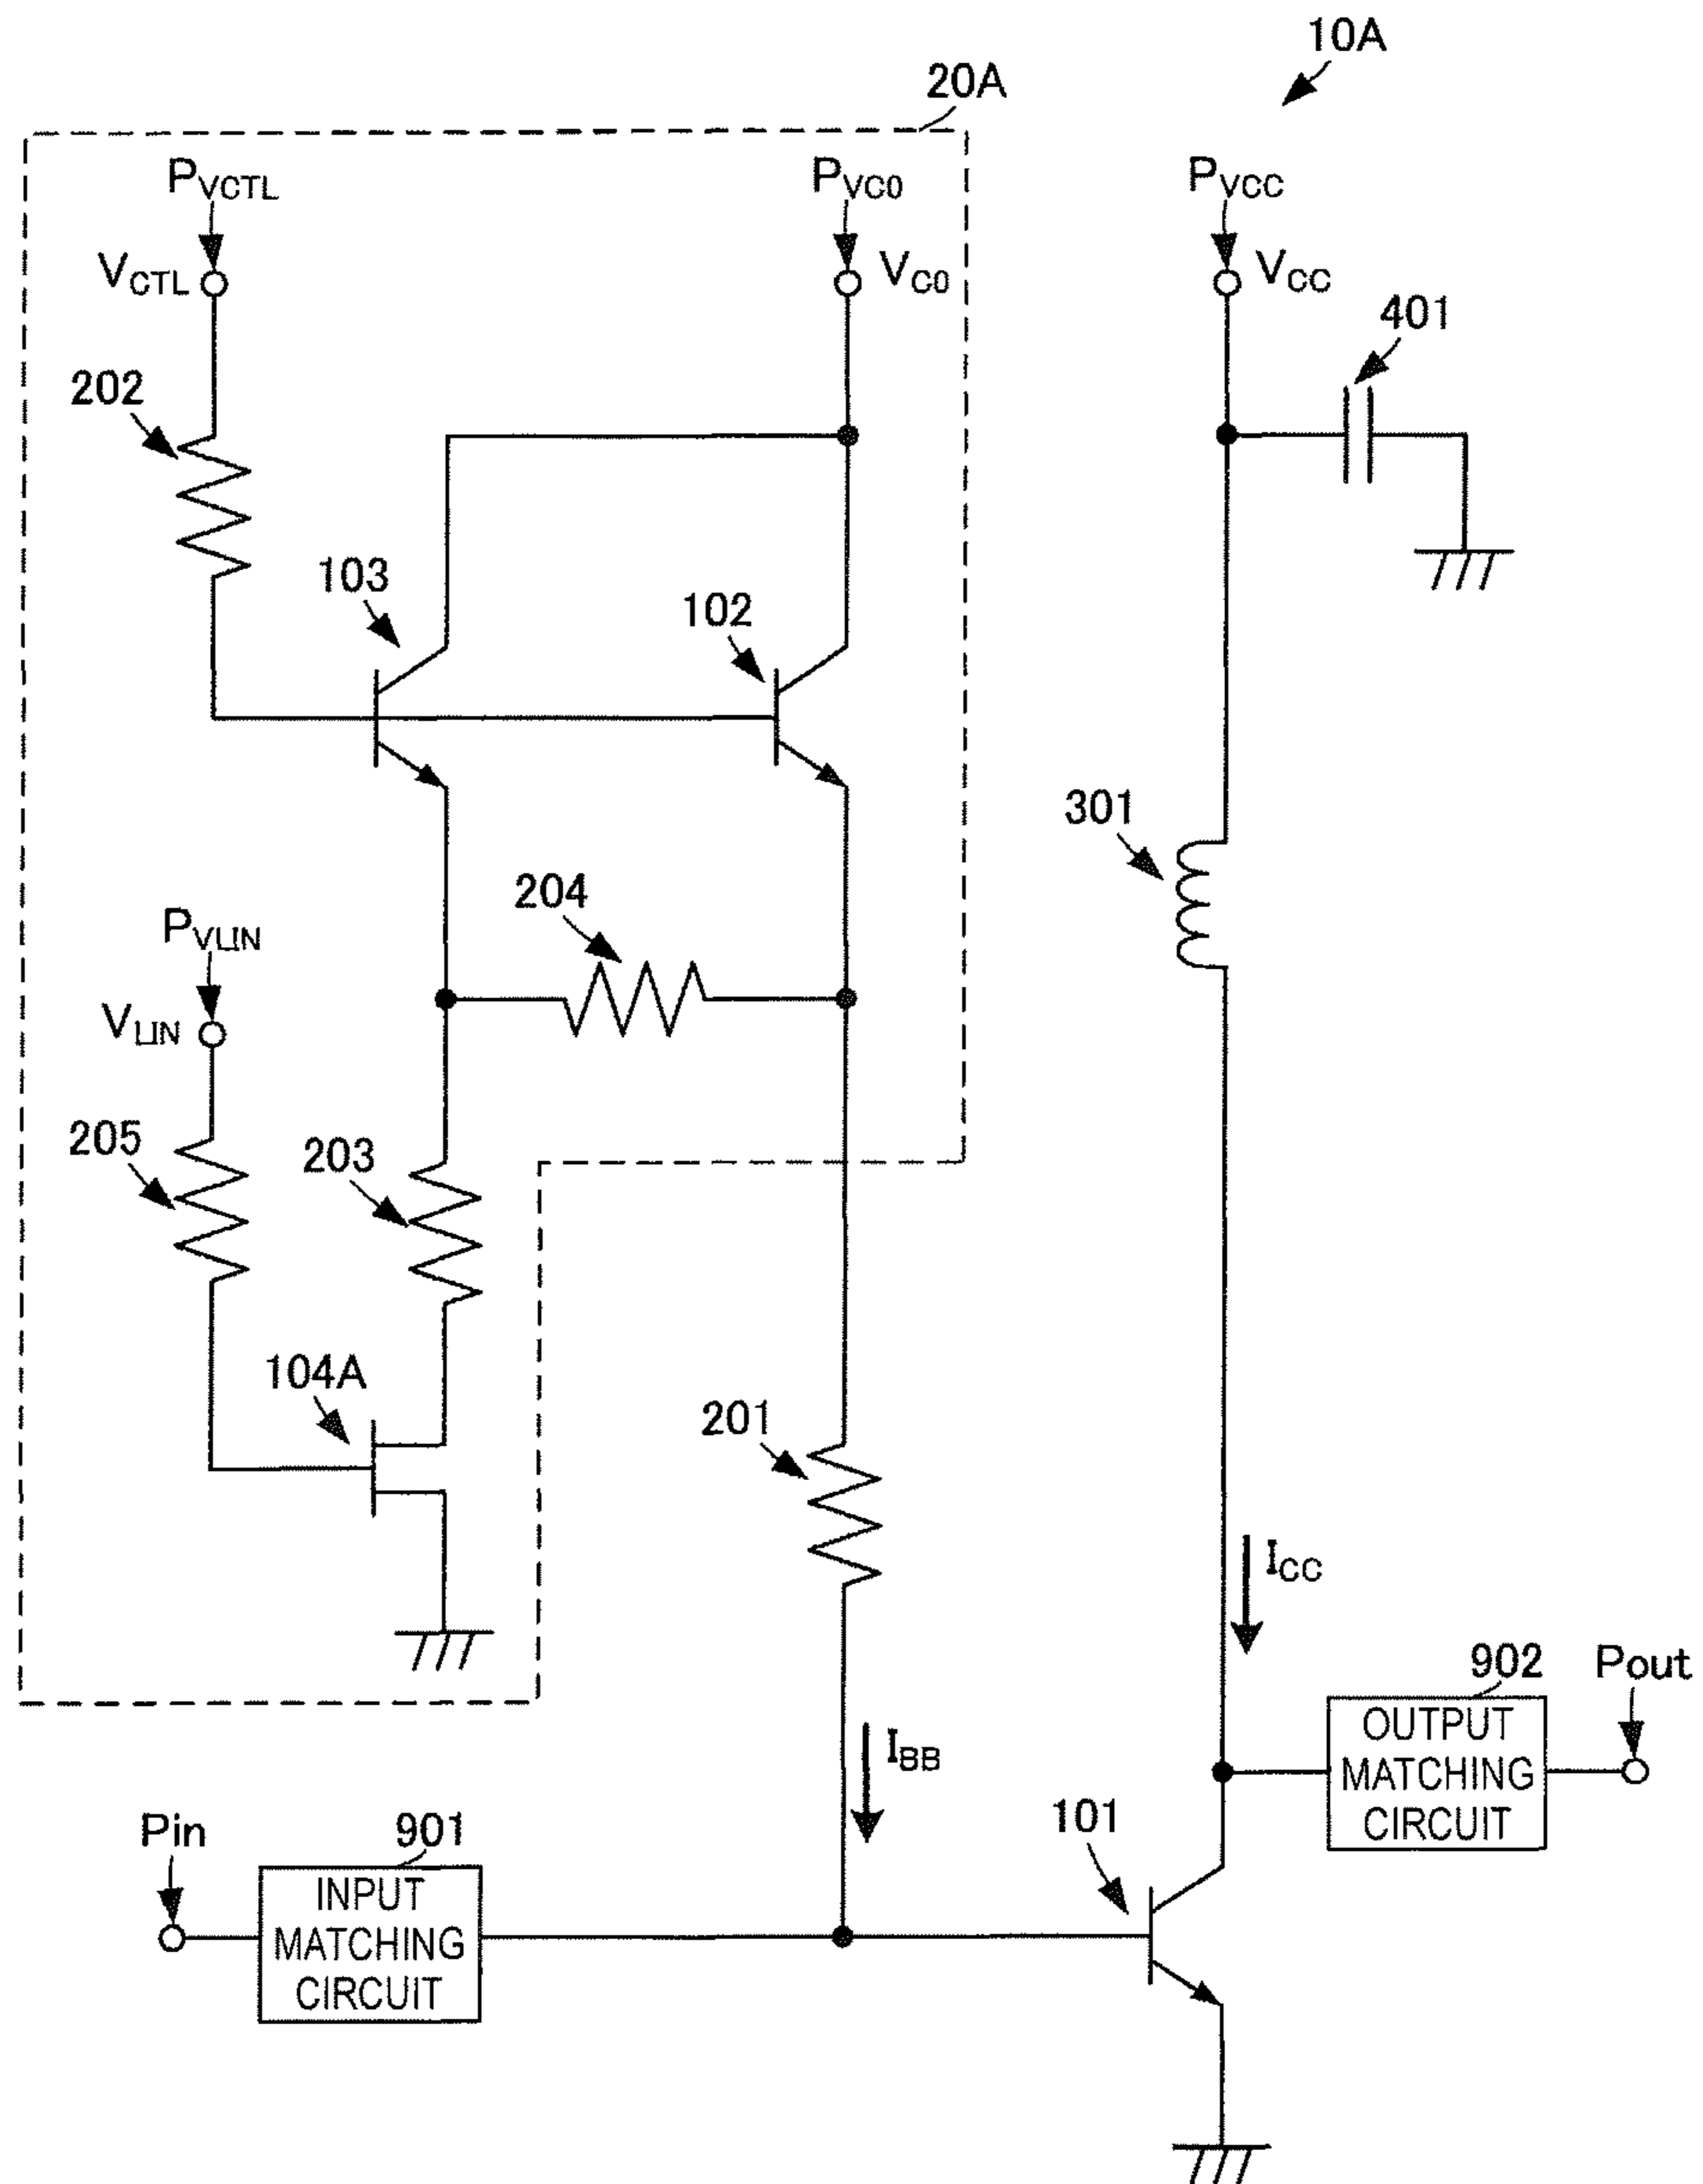 10A
20A
PVCTL
PVC0
PVCC
VCTL
VC0
VCC
401
202
103
102
301
204
PVLIN
VLIN
205
203
104A
201
ICC
902
Pout
OUTPUT
MATCHING
CIRCUIT
IBB
101
Pin
901
INPUT
MATCHING
CIRCUIT